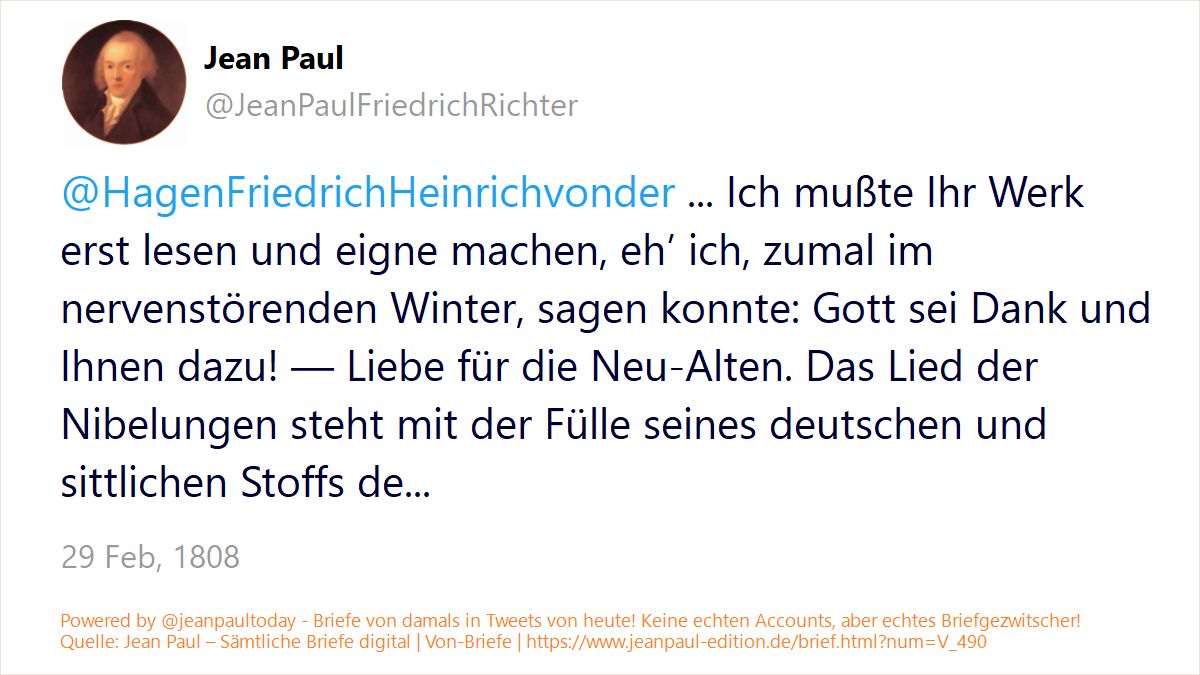 Jean Paul
@JeanPaulFriedrichRichter
@HagenFriedrichHeinrichvonder ... Ich mußte Ihr Werk
erst lesen und eigne machen, eh’ ich, zumal im
nervenstörenden Winter, sagen konnte: Gott sei Dank und
Ihnen dazu! — Liebe für die Neu-Alten. Das Lied der
Nibelungen steht mit der Fülle seines deutschen und
sittlichen Stoffs de...
29 Feb, 1808
Powered by @jeanpaultoday - Briefe von damals in Tweets von heute! Keine echten Accounts, aber echtes Briefgezwitscher!
Quelle: Jean Paul – Sämtliche Briefe digital | Von-Briefe | https://www.jeanpaul-edition.de/brief.html?num=V_490